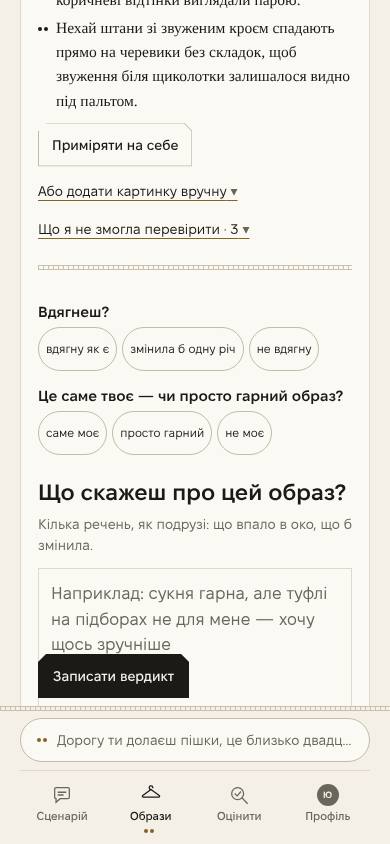 коричневі відтінки виглядали парою.
•• Нехай штани зі звуженим кроєм спадають
прямо на черевики без складок, щоб
звуження біля щиколотки залишалося видно
під пальтом.
Приміряти на себе
Або додати картинку вручну ▾
Що я не змогла перевірити · 3 ▾
Вдягнеш?
вдягну як є
змінила б одну річ
не вдягну
Це саме твоє — чи просто гарний образ?
саме моє
просто гарний
не моє
Що скажеш про цей образ?
Кілька речень, як подрузі: що впало в око, що б
змінила.
Наприклад: сукня гарна, але туфлі
на підборах не для мене — хочу
щось зручніше
Записати вердикт
•• Дорогу ти долаєш пішки, це близько двадц...
Сценарій
Образи
Оцінити
Ю
Профіль